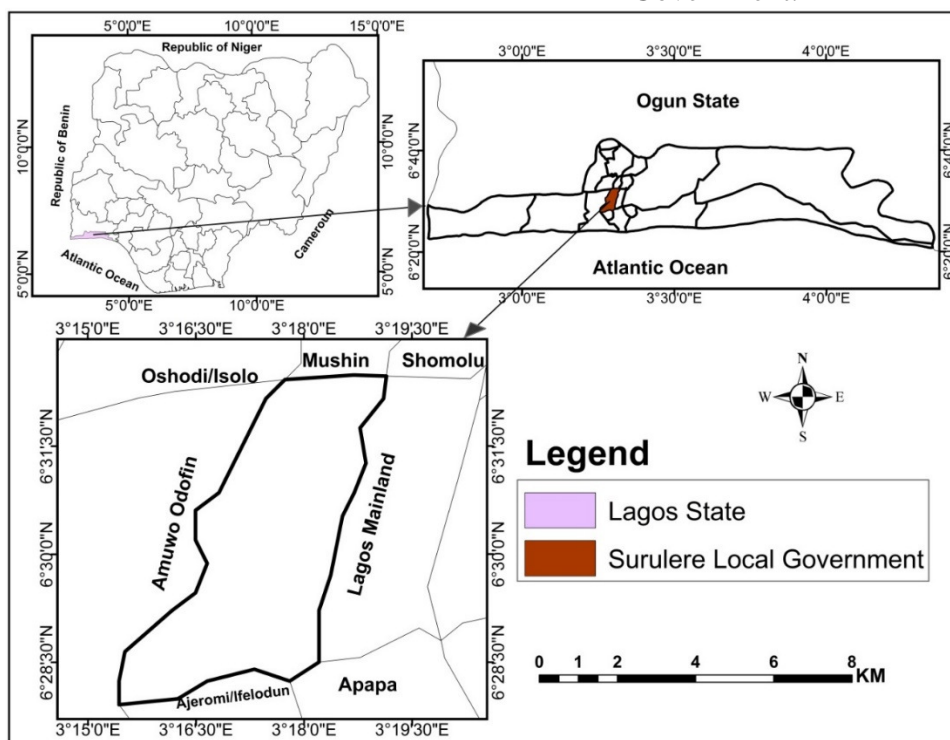 5°0'0"E
10°0'0"E
15°0'0"E
Republic of Niger
Republic of Benin
10°0'0"N
10°0'0"N
Cameroun
Atlantic Ocean
5°0'0"N
5°0'0"N
5°0'0"E
10°0'0"E
3°0'0"E
3°30'0"E
4°0'0"E
Ogun State
6°40'0"N
6°40'0"N
6°20'0"N
6°20'0"N
Atlantic Ocean
3°0'0"E
3°30'0"E
4°0'0"E
3°15'0"E
3°16'30"E
3°18'0"E
3°19'30"E
Mushin
Shomolu
Oshodi/Isolo
6°31'30"N
6°31'30"N
Amuwo Odofin
Lagos Mainland
6°30'0"N
6°30'0"N
6°28'30"N
6°28'30"N
Apapa
Ajeromi/Ifelodun
3°15'0"E
3°16'30"E
3°18'0"E
3°19'30"E
N
W
E
S
Legend
Lagos State
Surulere Local Government
0 1 2 4 6 8
KM